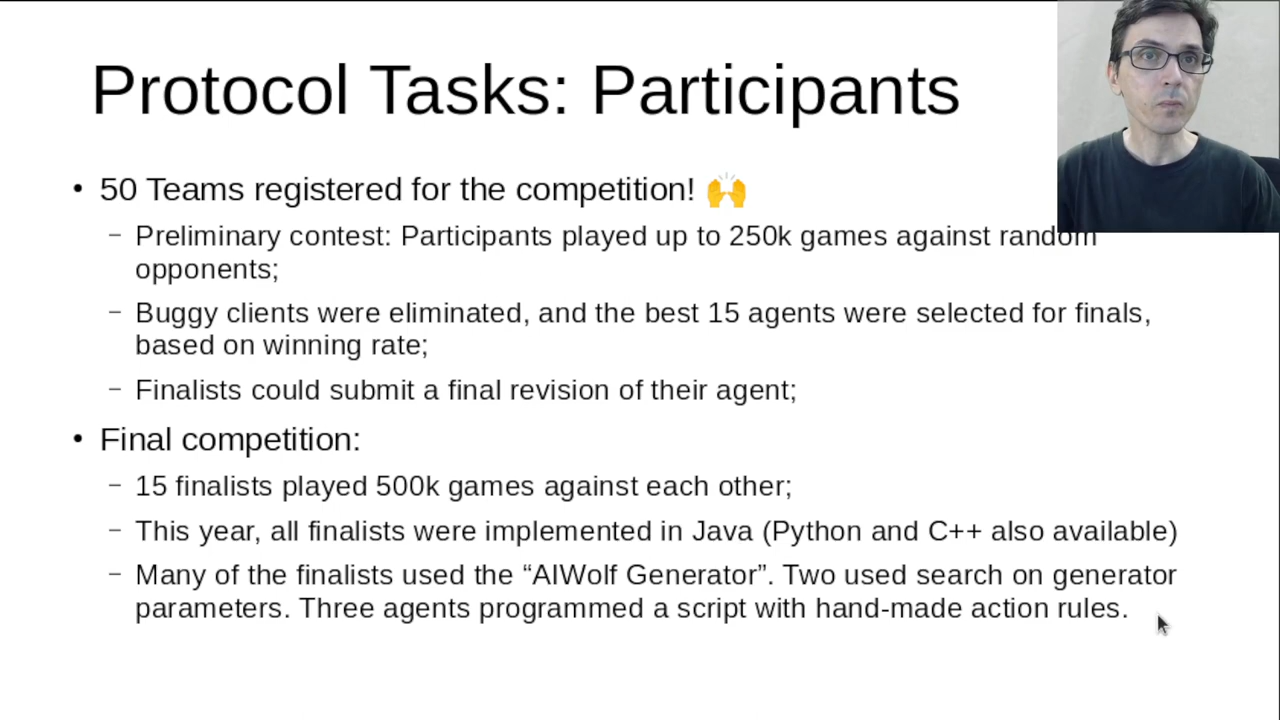 Protocol Tasks: Participants
• 50 Teams registered for the competition! 🙌
– Preliminary contest: Participants played up to 250k games against random
opponents;
– Buggy clients were eliminated, and the best 15 agents were selected for finals,
based on winning rate;
– Finalists could submit a final revision of their agent;
• Final competition:
– 15 finalists played 500k games against each other;
– This year, all finalists were implemented in Java (Python and C++ also available)
– Many of the finalists used the “AIWolf Generator”. Two used search on generator
parameters. Three agents programmed a script with hand-made action rules.